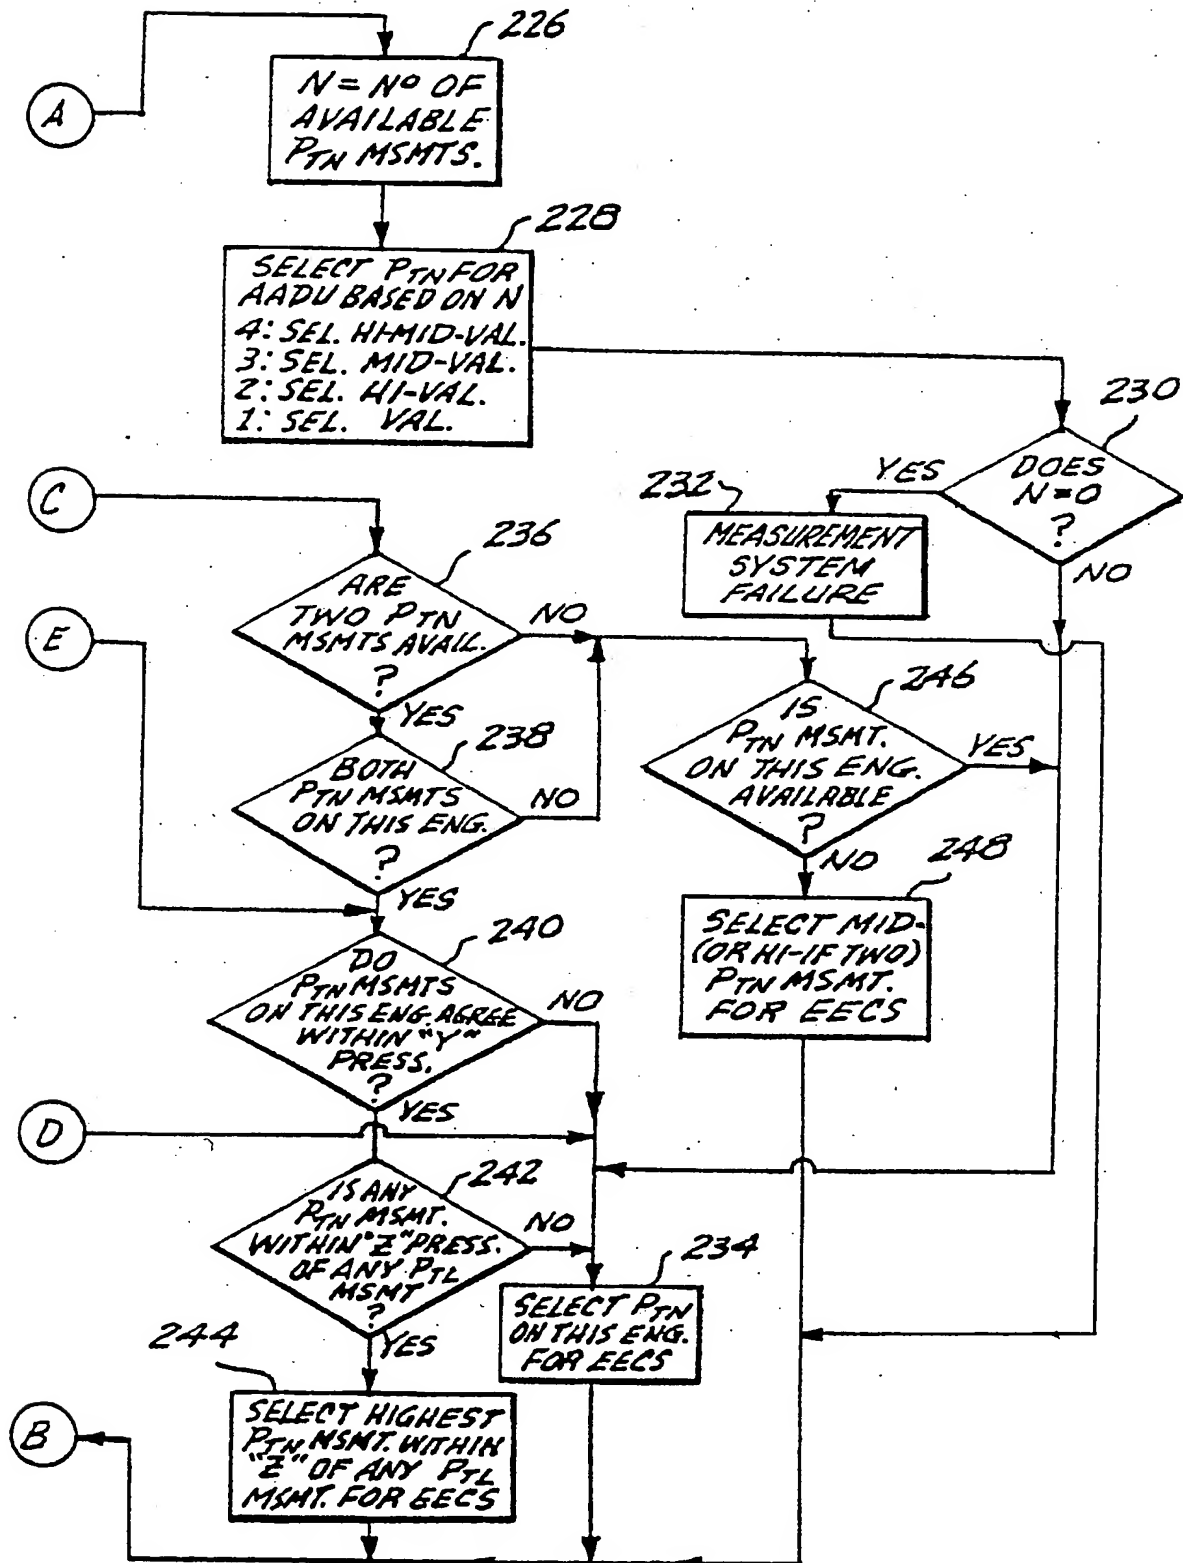 226
A
N = Nº OF
AVAILABLE
PTN MSMTS.
228
SELECT PTN FOR
AADU BASED ON N
4: SEL. HI-MID-VAL.
3: SEL. MID-VAL.
2: SEL. HI-VAL.
1: SEL. VAL.
230
DOES
N=0
?
YES
NO
232
MEASUREMENT
SYSTEM
FAILURE
C
236
ARE
TWO PTN
MSMTS AVAIL.
?
NO
YES
E
238
BOTH
PTN MSMTS
ON THIS ENG.
?
NO
YES
246
IS
PTN MSMT.
ON THIS ENG.
AVAILABLE
?
YES
NO
248
SELECT MID-
(OR HI-IF TWO)
PTN MSMT.
FOR EECS
240
DO
PTN MSMTS
ON THIS ENG. AGREE
WITHIN "Y"
PRESS.
?
NO
YES
D
242
IS ANY
PTN MSMT.
WITHIN "Z" PRESS.
OF ANY PTL
MSMT
?
NO
YES
234
SELECT PTN
ON THIS ENG.
FOR EECS
244
SELECT HIGHEST
PTN MSMT. WITHIN
"Z" OF ANY PTL
MSMT. FOR EECS
B